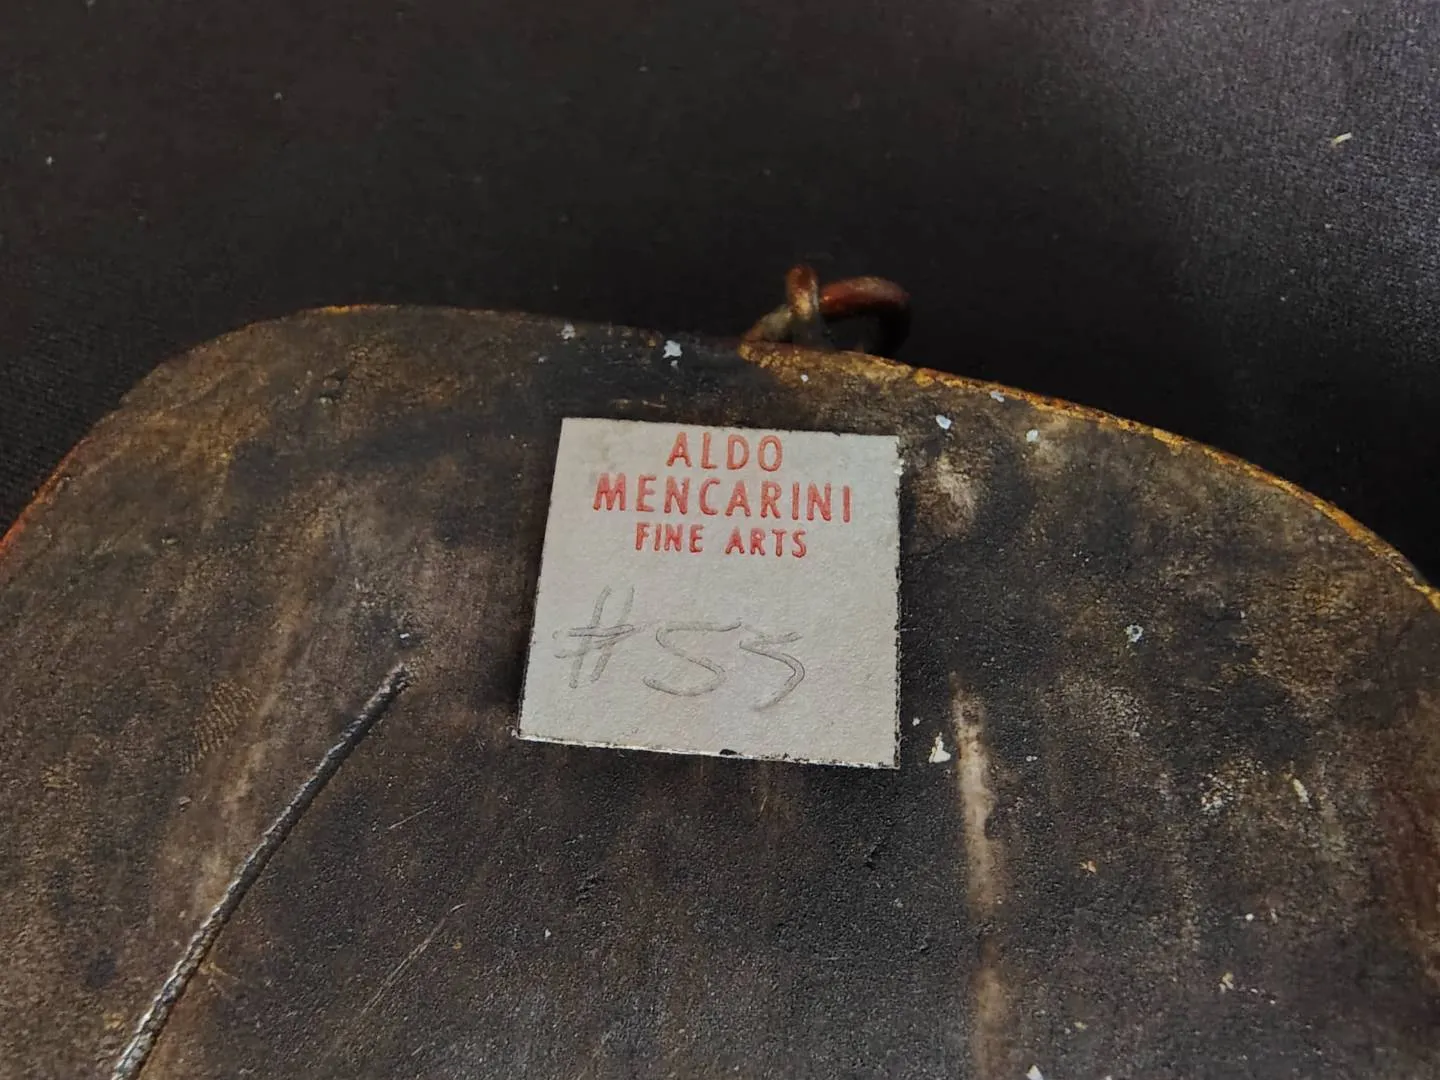 ALDO
MENCARINI
FINE ARTS
#55